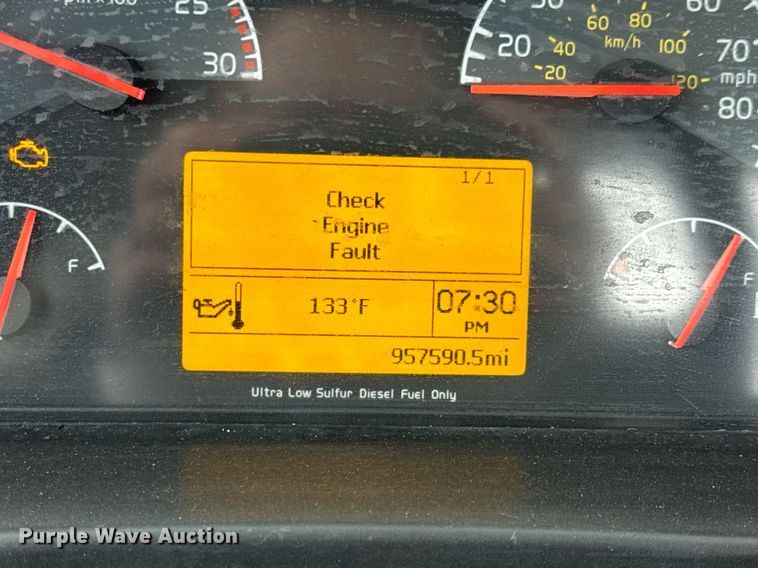 25
30
20
60
80
km/h
40
100
20
120
60
70
mph
80
1/1
Check
Engine
Fault
F
F
133°F
07:30
PM
957590.5mi
Ultra Low Sulfur Diesel Fuel Only
Purple Wave Auction